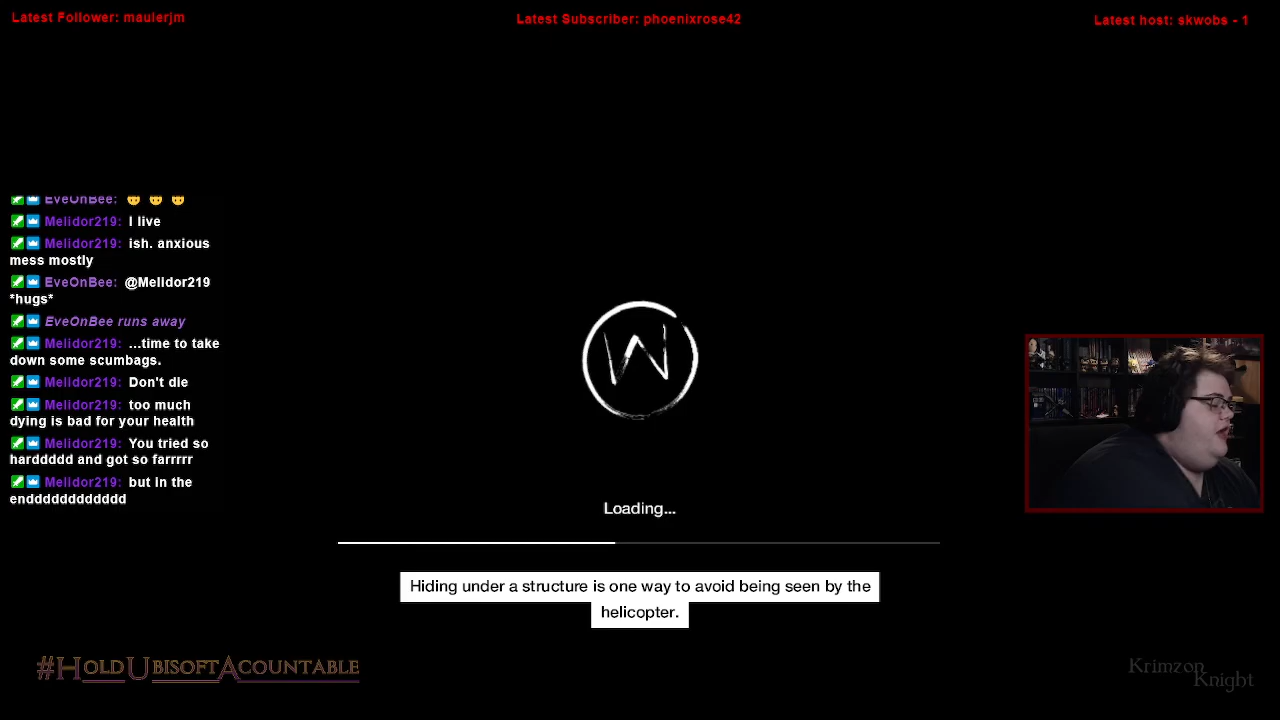 Latest Follower: maulerjm
Latest Subscriber: phoenixrose42
Latest host: skwobs - 1
EveOnBee:
Melidor219: I live
Melidor219: ish. anxious
mess mostly
EveOnBee: @Melidor219
*hugs*
EveOnBee runs away
Melidor219: ...time to take
down some scumbags.
Melidor219: Don't die
Melidor219: too much
dying is bad for your health
Melidor219: You tried so
harddddd and got so farrrrr
Melidor219: but in the
endddddddddddd
W
Loading...
Hiding under a structure is one way to avoid being seen by the
helicopter.
#HoldUbisoftAcountable
Krimzon
Knight